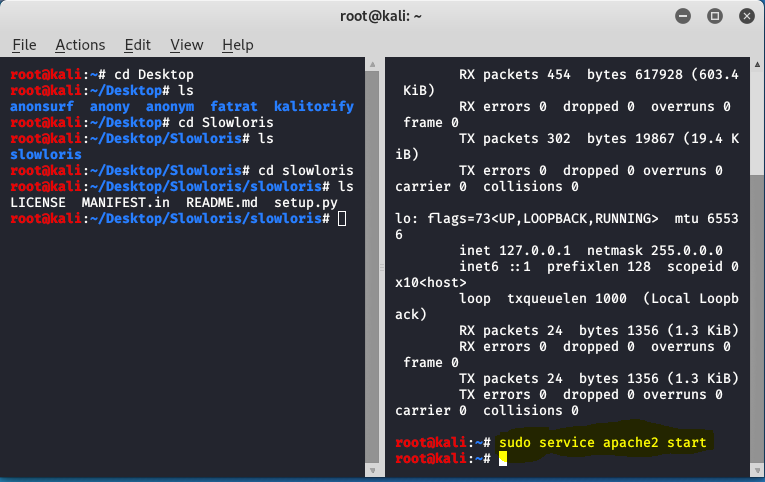 root@kali: ~
File Actions Edit View Help
root@kali:~# cd Desktop
root@kali:~/Desktop# ls
anonsurf anony anonym fatrat kalitorify
root@kali:~/Desktop# cd Slowloris
root@kali:~/Desktop/Slowloris# ls
slowloris
root@kali:~/Desktop/Slowloris# cd slowloris
root@kali:~/Desktop/Slowloris/slowloris# ls
LICENSE MANIFEST.in README.md setup.py
root@kali:~/Desktop/Slowloris/slowloris#
RX packets 454 bytes 617928 (603.4
KiB)
RX errors 0 dropped 0 overruns 0
frame 0
TX packets 302 bytes 19867 (19.4 K
iB)
TX errors 0 dropped 0 overruns 0
carrier 0 collisions 0
lo: flags=73<UP,LOOPBACK,RUNNING> mtu 6553
6
inet 127.0.0.1 netmask 255.0.0.0
inet6 ::1 prefixlen 128 scopeid 0
x10<host>
loop txqueuelen 1000 (Local Loopb
ack)
RX packets 24 bytes 1356 (1.3 KiB)
RX errors 0 dropped 0 overruns 0
frame 0
TX packets 24 bytes 1356 (1.3 KiB)
TX errors 0 dropped 0 overruns 0
carrier 0 collisions 0
root@kali:~# sudo service apache2 start
root@kali:~#